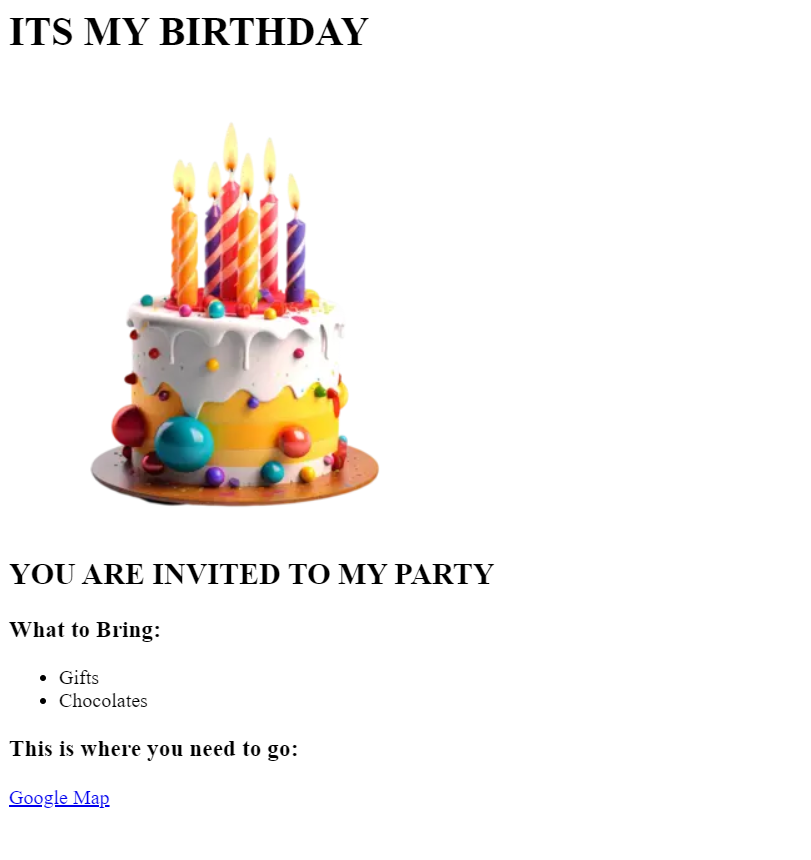 ITS MY BIRTHDAY
YOU ARE INVITED TO MY PARTY
What to Bring:
Gifts
Chocolates
This is where you need to go:
Google Map